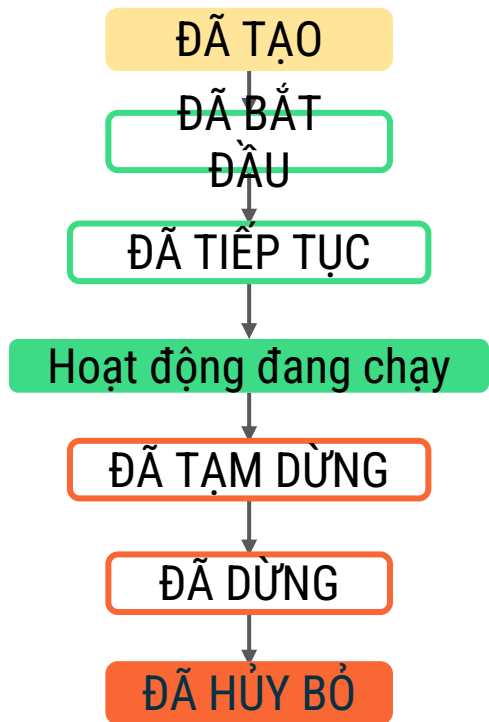 ĐÃ TẠO
ĐÃ BẮT
ĐẦU
ĐÃ TIẾP TỤC
Hoạt động đang chạy
ĐÃ TẠM DỪNG
ĐÃ DỪNG
ĐÃ HỦY BỎ